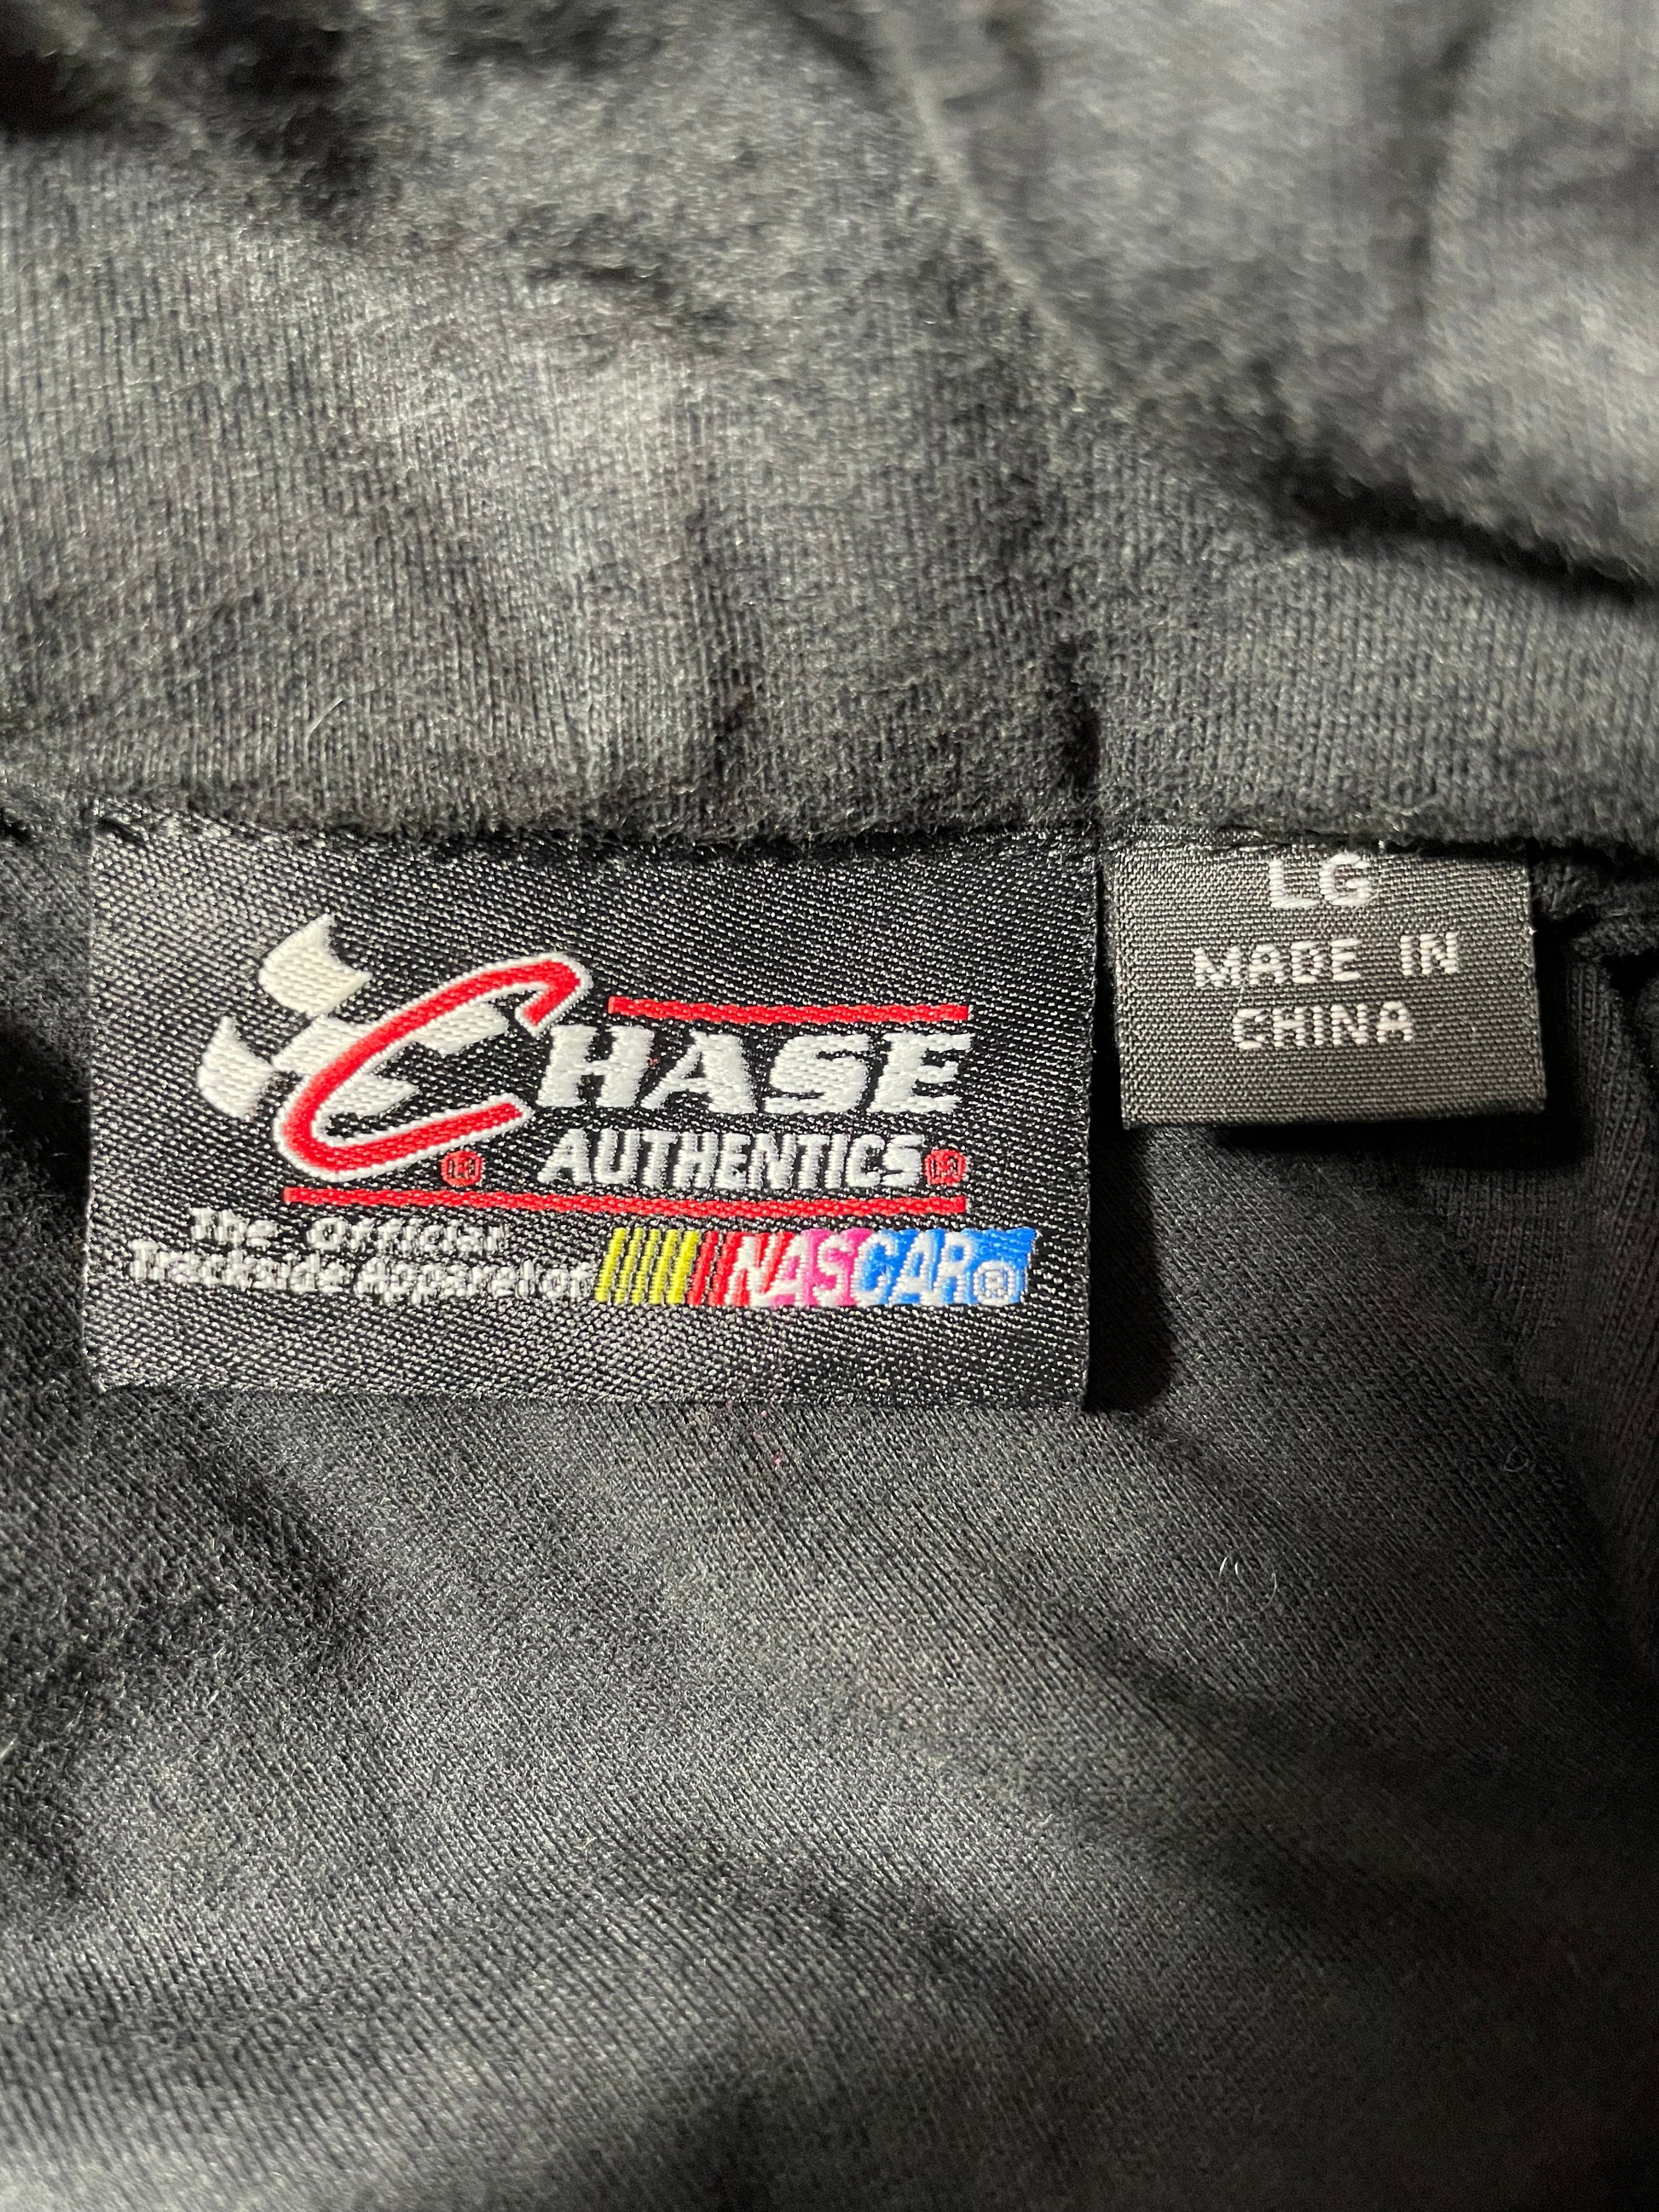 CHASE
AUTHENTICS
The Official
Trackside Apparel of NASCAR®
LG
MADE IN
CHINA